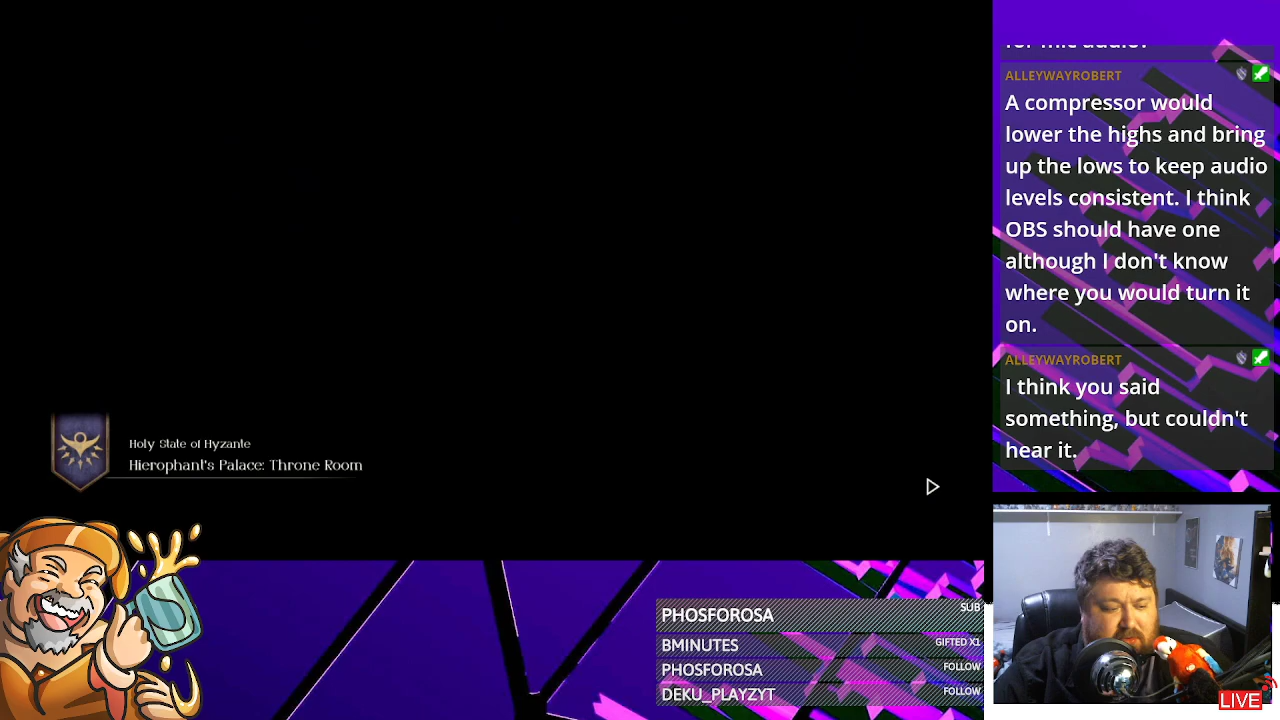 for mic audio?
ALLEYWAYROBERT
A compressor would
lower the highs and bring
up the lows to keep audio
levels consistent. I think
OBS should have one
although I don't know
where you would turn it
on.
ALLEYWAYROBERT
I think you said
something, but couldn't
hear it.
Holy State of Hyzante
Hierophant's Palace: Throne Room
PHOSFOROSA SUB
BMINUTES GIFTED X1
PHOSFOROSA FOLLOW
DEKU_PLAYZYT FOLLOW
LIVE